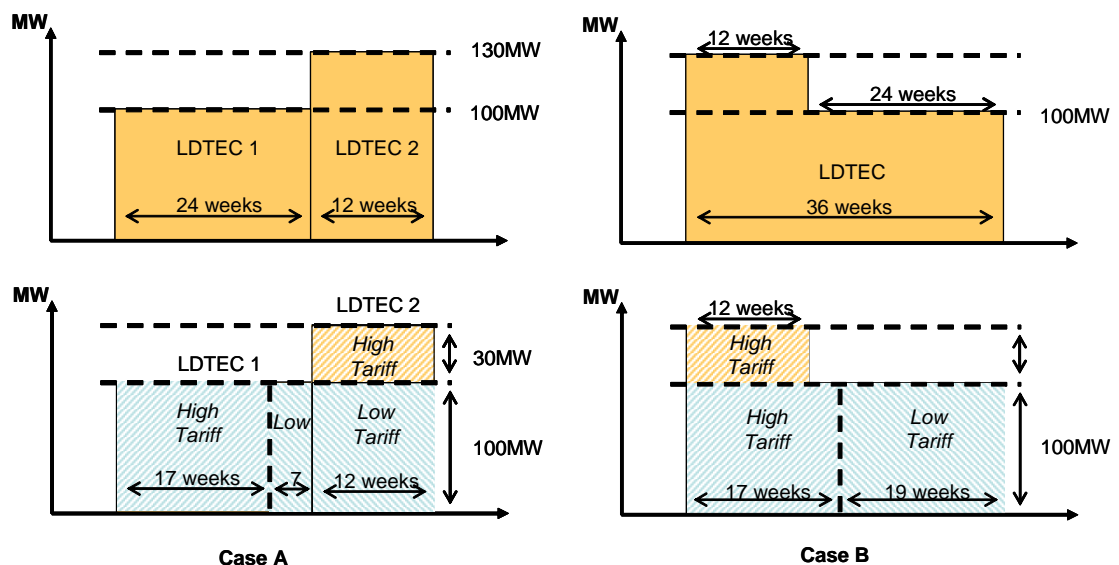 MW
130MW
100MW
LDTEC 1
LDTEC 2
24 weeks
12 weeks
12 weeks
24 weeks
100MW
LDTEC
36 weeks
MW
LDTEC 2
High
Tariff
30MW
LDTEC 1
High
Tariff
Low
Low
Tariff
100MW
17 weeks
7
12 weeks
Case A
MW
12 weeks
High
Tariff
High
Tariff
Low
Tariff
100MW
17 weeks
19 weeks
Case B